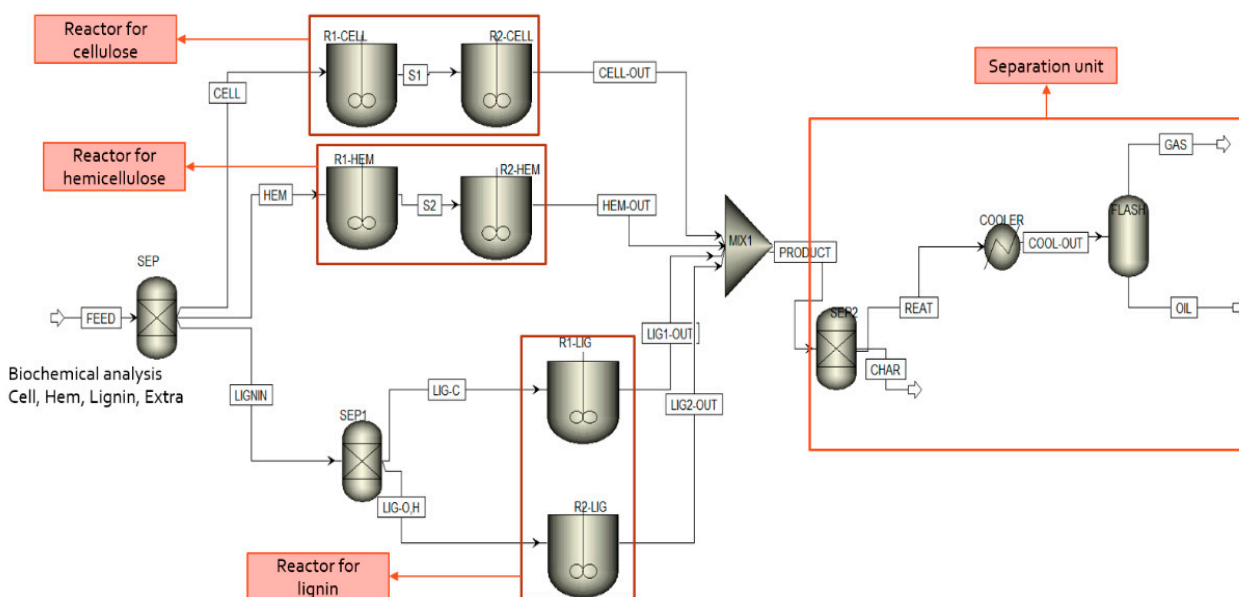 Reactor for
cellulose
R1-CELL
R2-CELL
S1
CELL-OUT
CELL
Separation unit
Reactor for
hemicellulose
R1-HEM
R2-HEM
HEM
S2
HEM-OUT
GAS
FLASH
COOLER
COOL-OUT
MIX1
PRODUCT
SEP
FEED
REAT
OIL
SEP2
CHAR
Biochemical analysis
Cell, Hem, Lignin, Extra
LIGNIN
SEP1
LIG-C
R1-LIG
LIG1-OUT
LIG2-OUT
LIG-O,H
R2-LIG
Reactor for
lignin